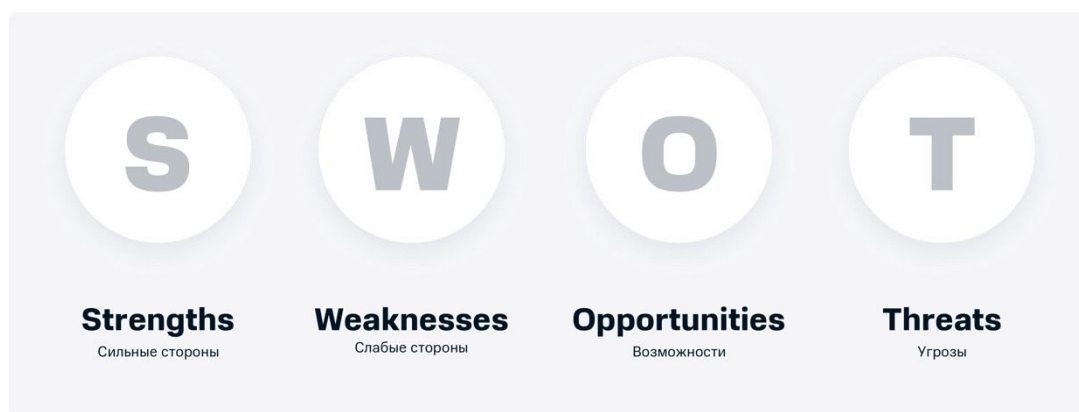 S W O T
Strengths Weaknesses Opportunities Threats
Сильные стороны Слабые стороны Возможности Угрозы